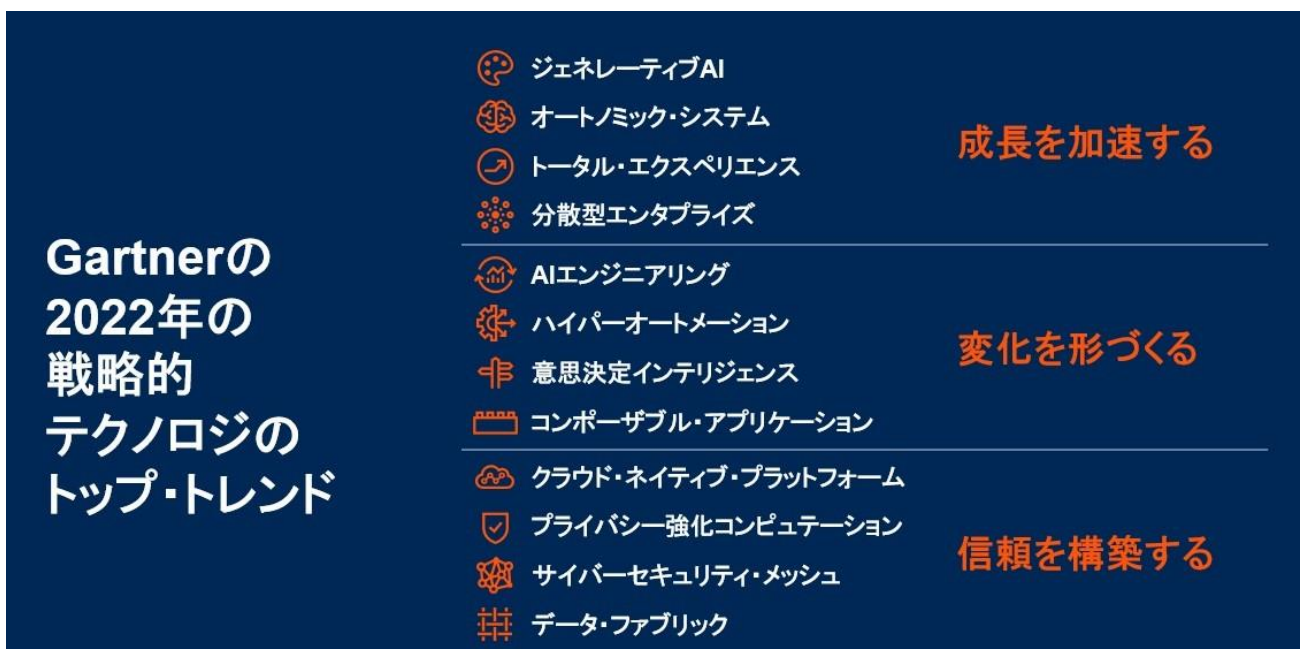 Gartnerの
2022年の
戦略的
テクノロジの
トップ・トレンド
ジェネレーティブAI
オートノミック・システム
トータル・エクスペリエンス
分散型エンタプライズ
成長を加速する
AIエンジニアリング
ハイパーオートメーション
意思決定インテリジェンス
コンポーザブル・アプリケーション
変化を形づくる
クラウド・ネイティブ・プラットフォーム
プライバシー強化コンピュテーション
サイバーセキュリティ・メッシュ
データ・ファブリック
信頼を構築する